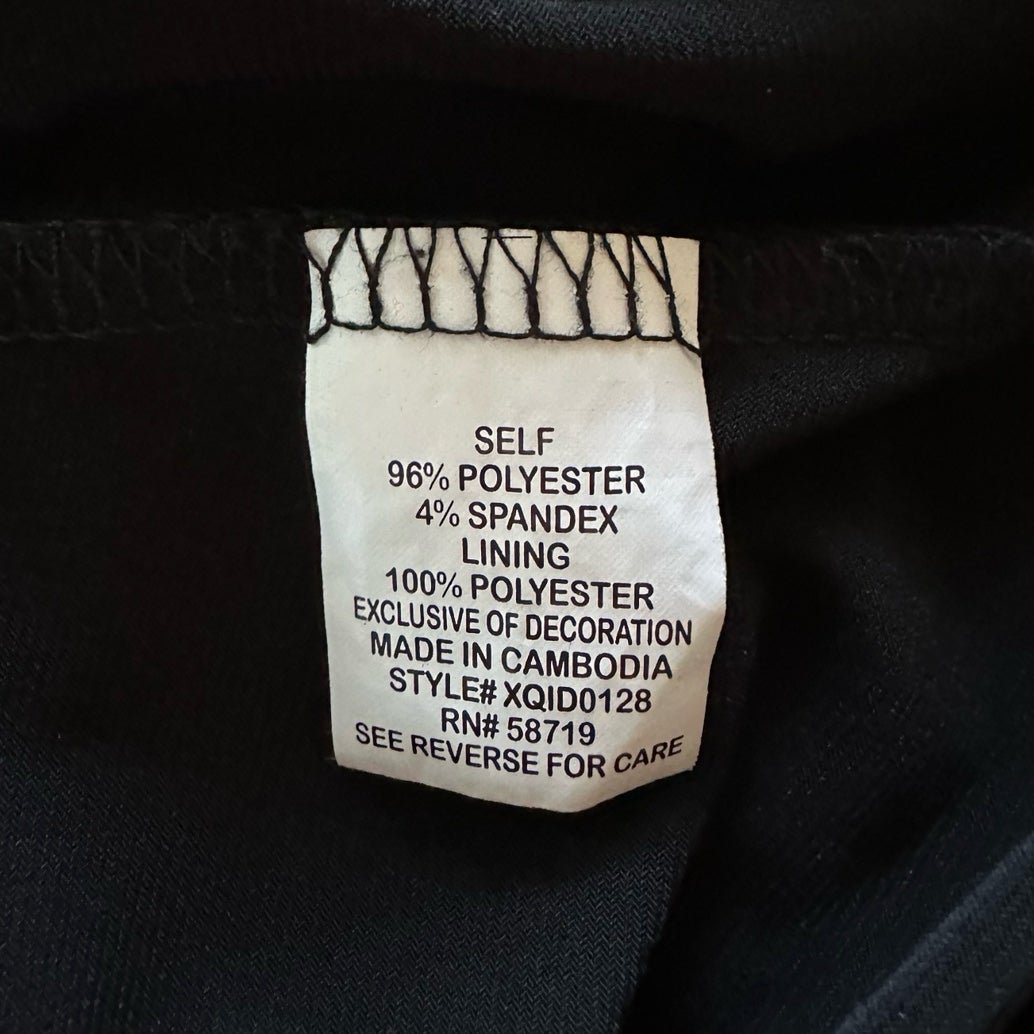 SELF
96% POLYESTER
4% SPANDEX
LINING
100% POLYESTER
EXCLUSIVE OF DECORATION
MADE IN CAMBODIA
STYLE# XQID0128
RN# 58719
SEE REVERSE FOR CARE